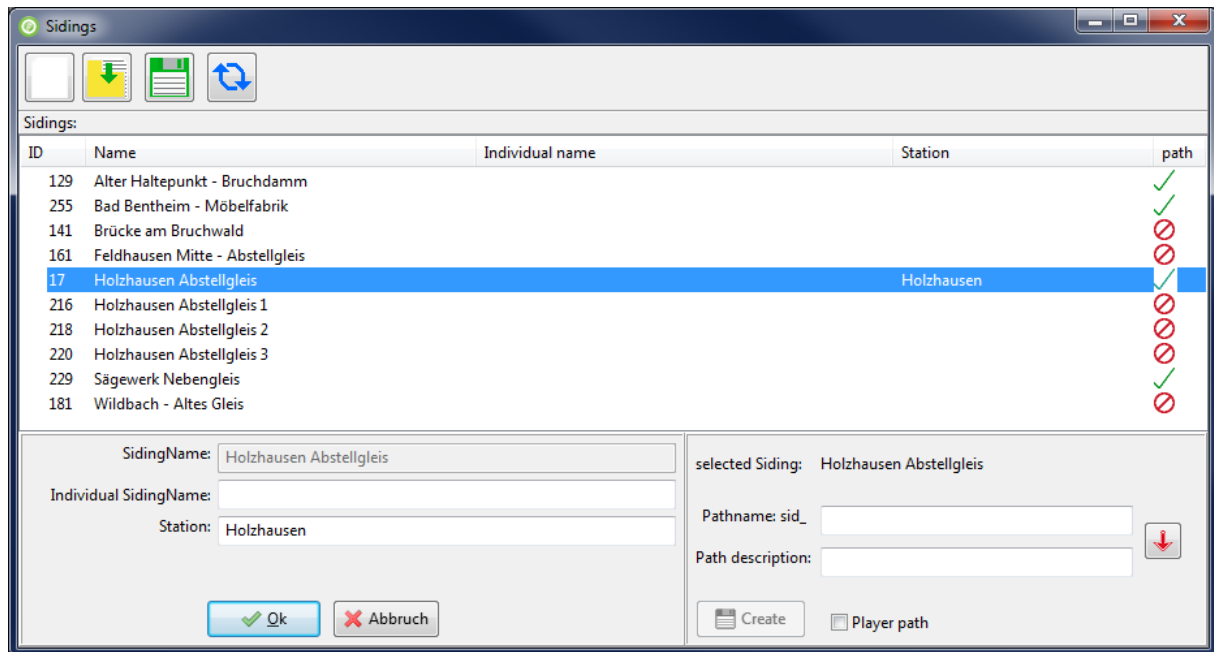 Sidings
Sidings:
ID Name Individual name Station path
129 Alter Haltepunkt - Bruchdamm
255 Bad Bentheim - Möbelfabrik
141 Brücke am Bruchwald
161 Feldhausen Mitte - Abstellgleis
17 Holzhausen Abstellgleis Holzhausen
216 Holzhausen Abstellgleis 1
218 Holzhausen Abstellgleis 2
220 Holzhausen Abstellgleis 3
229 Sägewerk Nebengleis
181 Wildbach - Altes Gleis
SidingName: Holzhausen Abstellgleis
Individual SidingName:
Station: Holzhausen
Ok Abbruch
selected Siding: Holzhausen Abstellgleis
Pathname: sid_
Path description:
Create Player path